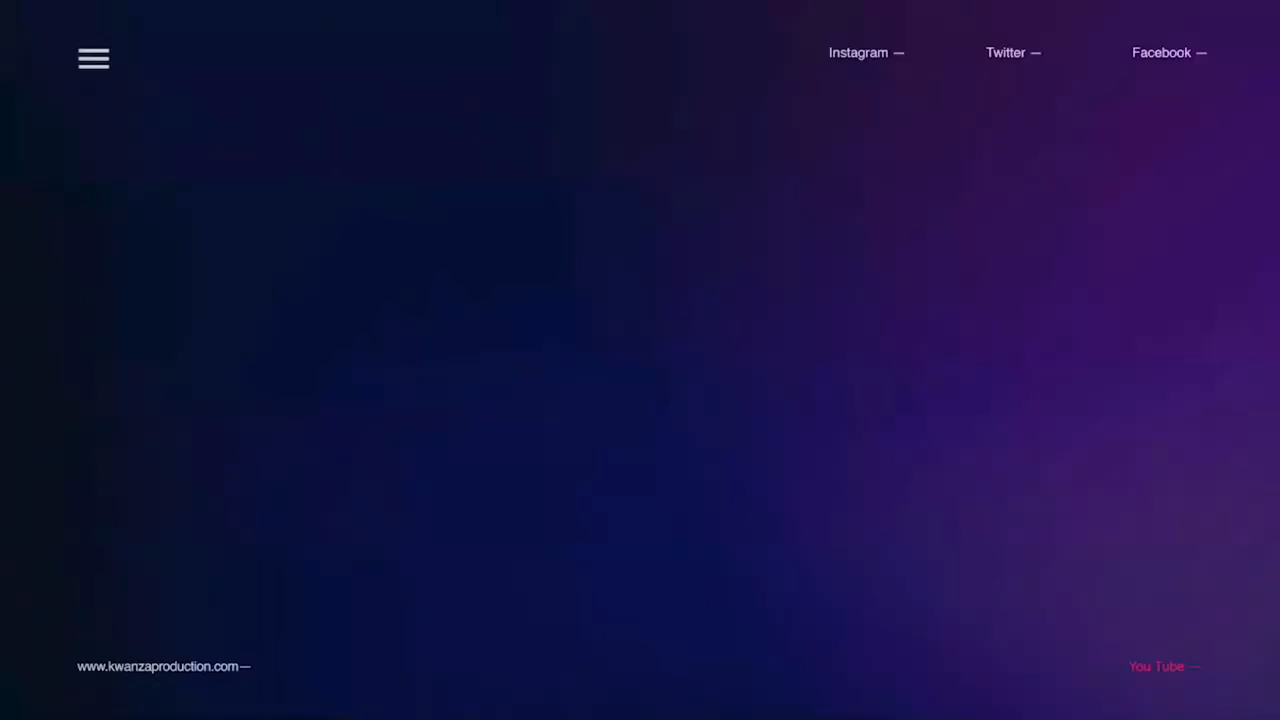 Instagram — Twitter — Facebook —
www.kwanzaproduction.com—
You Tube —